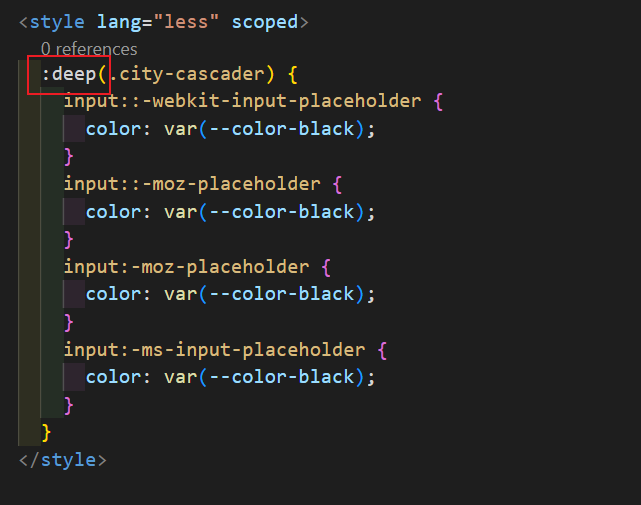 <style lang="less" scoped>
0 references
:deep(.city-cascader) {
input::-webkit-input-placeholder {
color: var(--color-black);
}
input::-moz-placeholder {
color: var(--color-black);
}
input:-moz-placeholder {
color: var(--color-black);
}
input:-ms-input-placeholder {
color: var(--color-black);
}
}
</style>